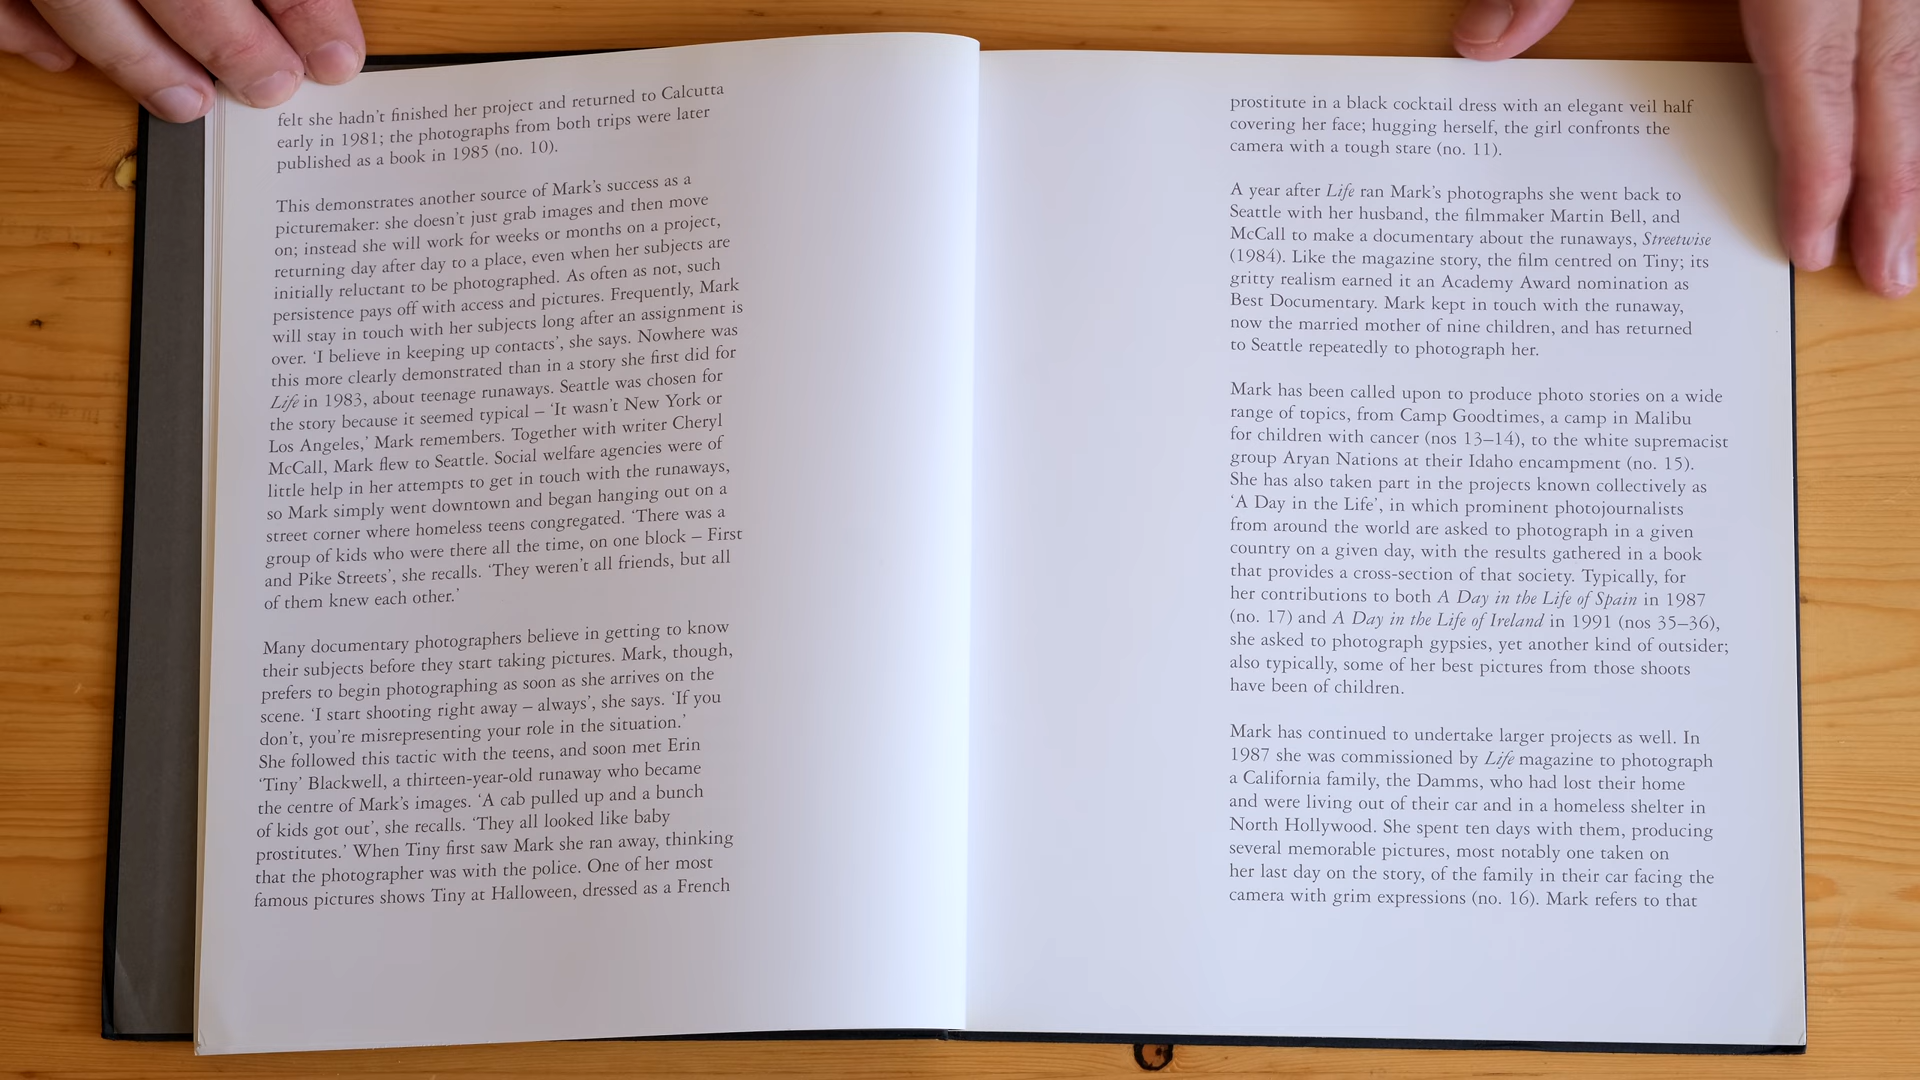 felt she hadn't finished her project and returned to Calcutta
early in 1981; the photographs from both trips were later
published as a book in 1985 (no. 10).
This demonstrates another source of Mark's success as a
picturemaker: she doesn't just grab images and then move
on; instead she will work for weeks or months on a project,
returning day after day to a place, even when her subjects are
initially reluctant to be photographed. As often as not, such
persistence pays off with access and pictures. Frequently, Mark
will stay in touch with her subjects long after an assignment is
over. 'I believe in keeping up contacts', she says. Nowhere was
this more clearly demonstrated than in a story she first did for
Life in 1983, about teenage runaways. Seattle was chosen for
the story because it seemed typical – 'It wasn't New York or
Los Angeles,' Mark remembers. Together with writer Cheryl
McCall, Mark flew to Seattle. Social welfare agencies were of
little help in her attempts to get in touch with the runaways,
so Mark simply went downtown and began hanging out on a
street corner where homeless teens congregated. 'There was a
group of kids who were there all the time, on one block – First
and Pike Streets', she recalls. 'They weren't all friends, but all
of them knew each other.'
Many documentary photographers believe in getting to know
their subjects before they start taking pictures. Mark, though,
prefers to begin photographing as soon as she arrives on the
scene. 'I start shooting right away – always', she says. 'If you
don't, you're misrepresenting your role in the situation.'
She followed this tactic with the teens, and soon met Erin
'Tiny' Blackwell, a thirteen-year-old runaway who became
the centre of Mark's images. 'A cab pulled up and a bunch
of kids got out', she recalls. 'They all looked like baby
prostitutes.' When Tiny first saw Mark she ran away, thinking
that the photographer was with the police. One of her most
famous pictures shows Tiny at Halloween, dressed as a French
prostitute in a black cocktail dress with an elegant veil half
covering her face; hugging herself, the girl confronts the
camera with a tough stare (no. 11).
A year after Life ran Mark's photographs she went back to
Seattle with her husband, the filmmaker Martin Bell, and
McCall to make a documentary about the runaways, Streetwise
(1984). Like the magazine story, the film centred on Tiny; its
gritty realism earned it an Academy Award nomination as
Best Documentary. Mark kept in touch with the runaway,
now the married mother of nine children, and has returned
to Seattle repeatedly to photograph her.
Mark has been called upon to produce photo stories on a wide
range of topics, from Camp Goodtimes, a camp in Malibu
for children with cancer (nos 13–14), to the white supremacist
group Aryan Nations at their Idaho encampment (no. 15).
She has also taken part in the projects known collectively as
'A Day in the Life', in which prominent photojournalists
from around the world are asked to photograph in a given
country on a given day, with the results gathered in a book
that provides a cross-section of that society. Typically, for
her contributions to both A Day in the Life of Spain in 1987
(no. 17) and A Day in the Life of Ireland in 1991 (nos 35–36),
she asked to photograph gypsies, yet another kind of outsider;
also typically, some of her best pictures from those shoots
have been of children.
Mark has continued to undertake larger projects as well. In
1987 she was commissioned by Life magazine to photograph
a California family, the Damms, who had lost their home
and were living out of their car and in a homeless shelter in
North Hollywood. She spent ten days with them, producing
several memorable pictures, most notably one taken on
her last day on the story, of the family in their car facing the
camera with grim expressions (no. 16). Mark refers to that